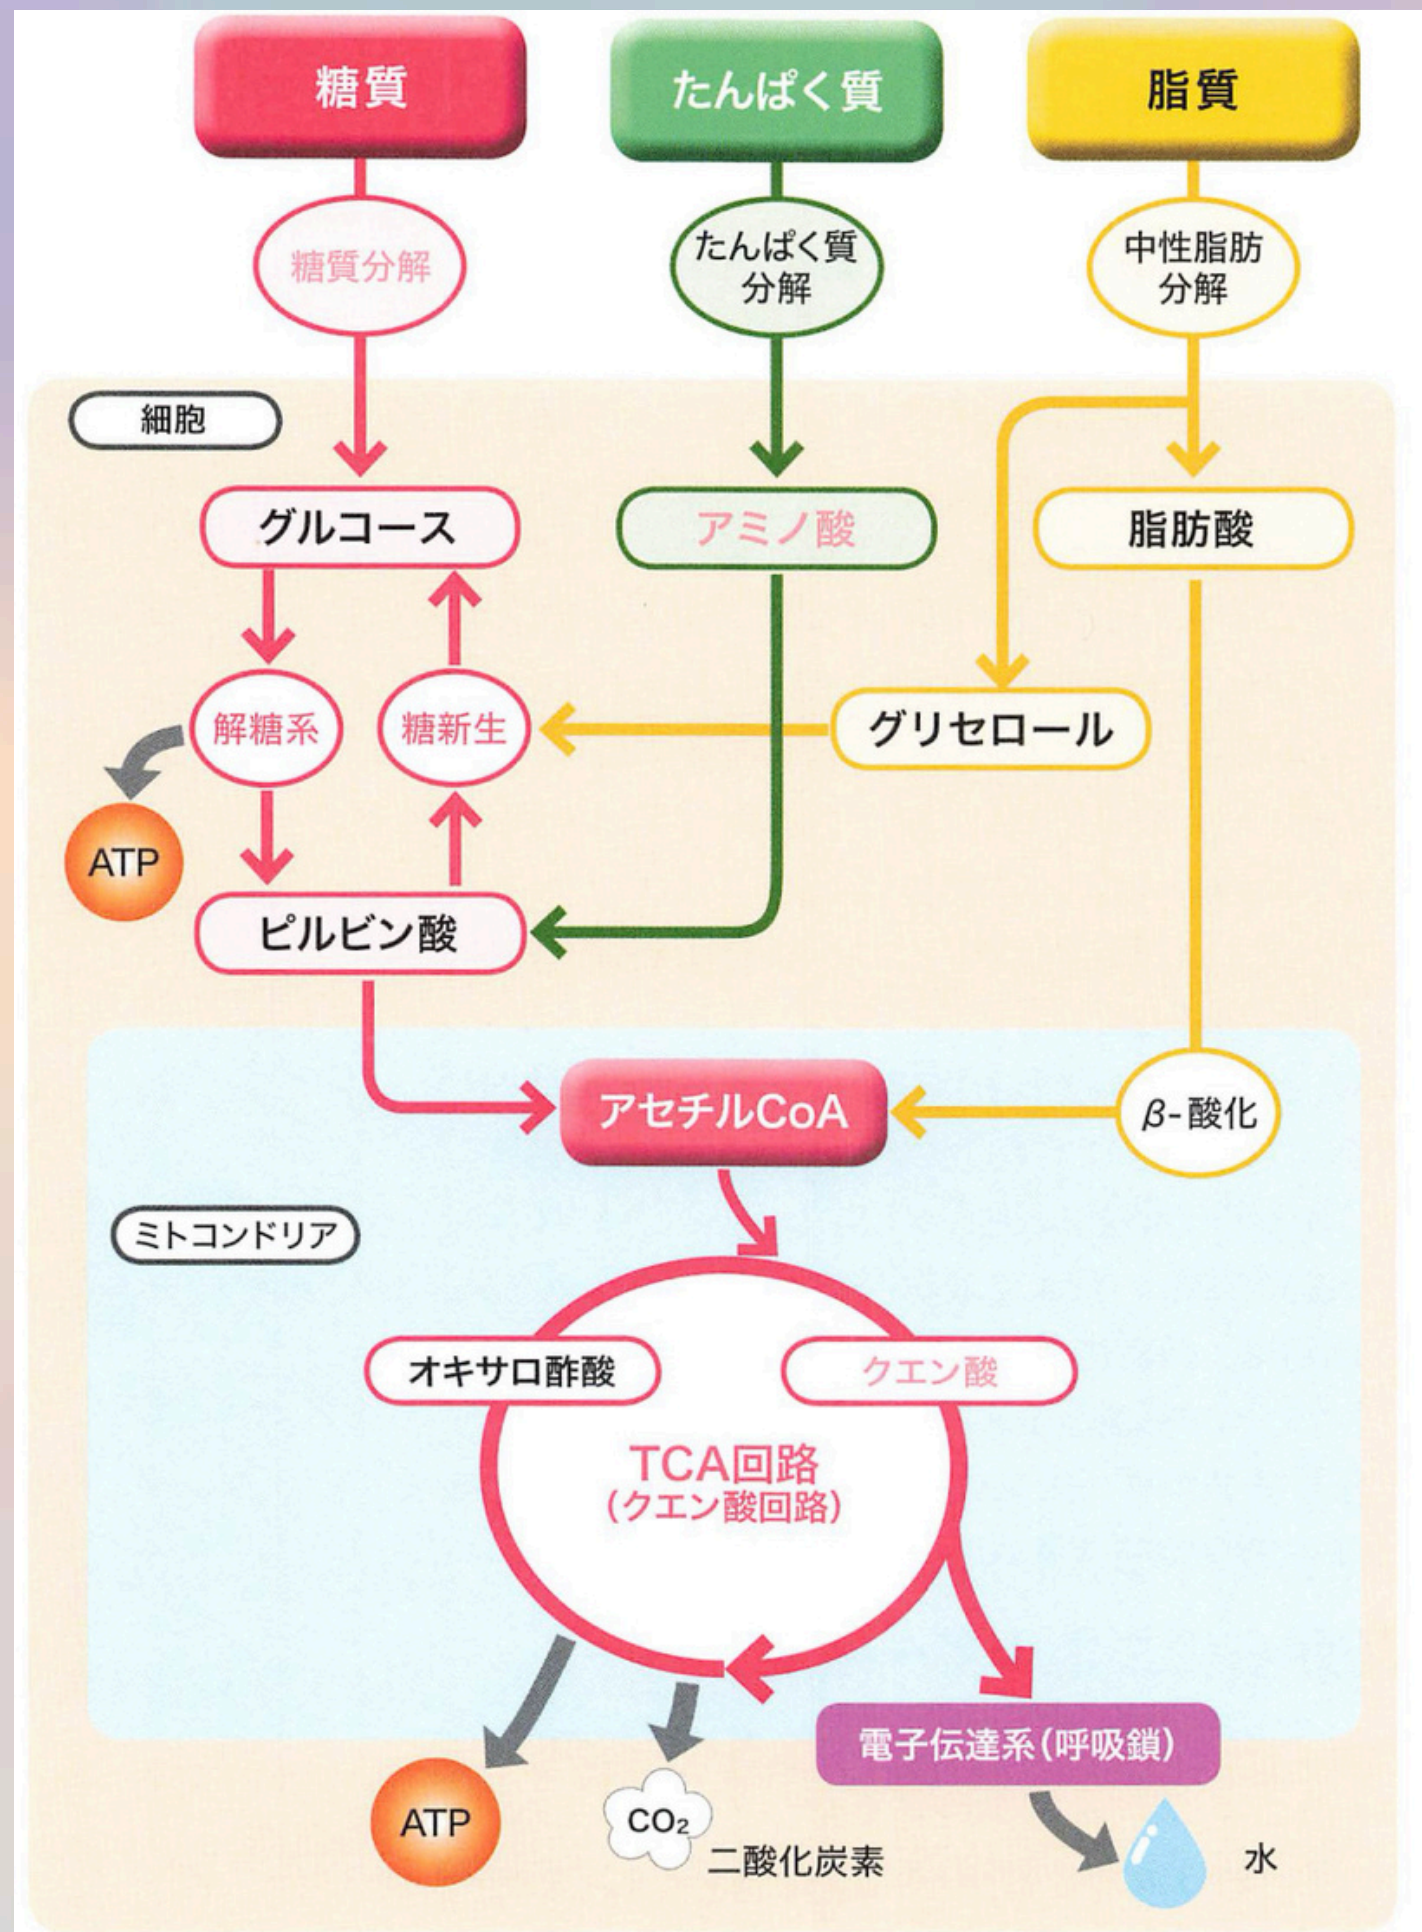 糖質
たんぱく質
脂質
糖質分解
たんぱく質
分解
中性脂肪
分解
細胞
グルコース
アミノ酸
脂肪酸
解糖系
糖新生
グリセロール
ATP
ピルビン酸
アセチルCoA
β-酸化
ミトコンドリア
オキサロ酢酸
クエン酸
TCA回路
(クエン酸回路)
電子伝達系(呼吸鎖)
ATP
CO₂
二酸化炭素
水